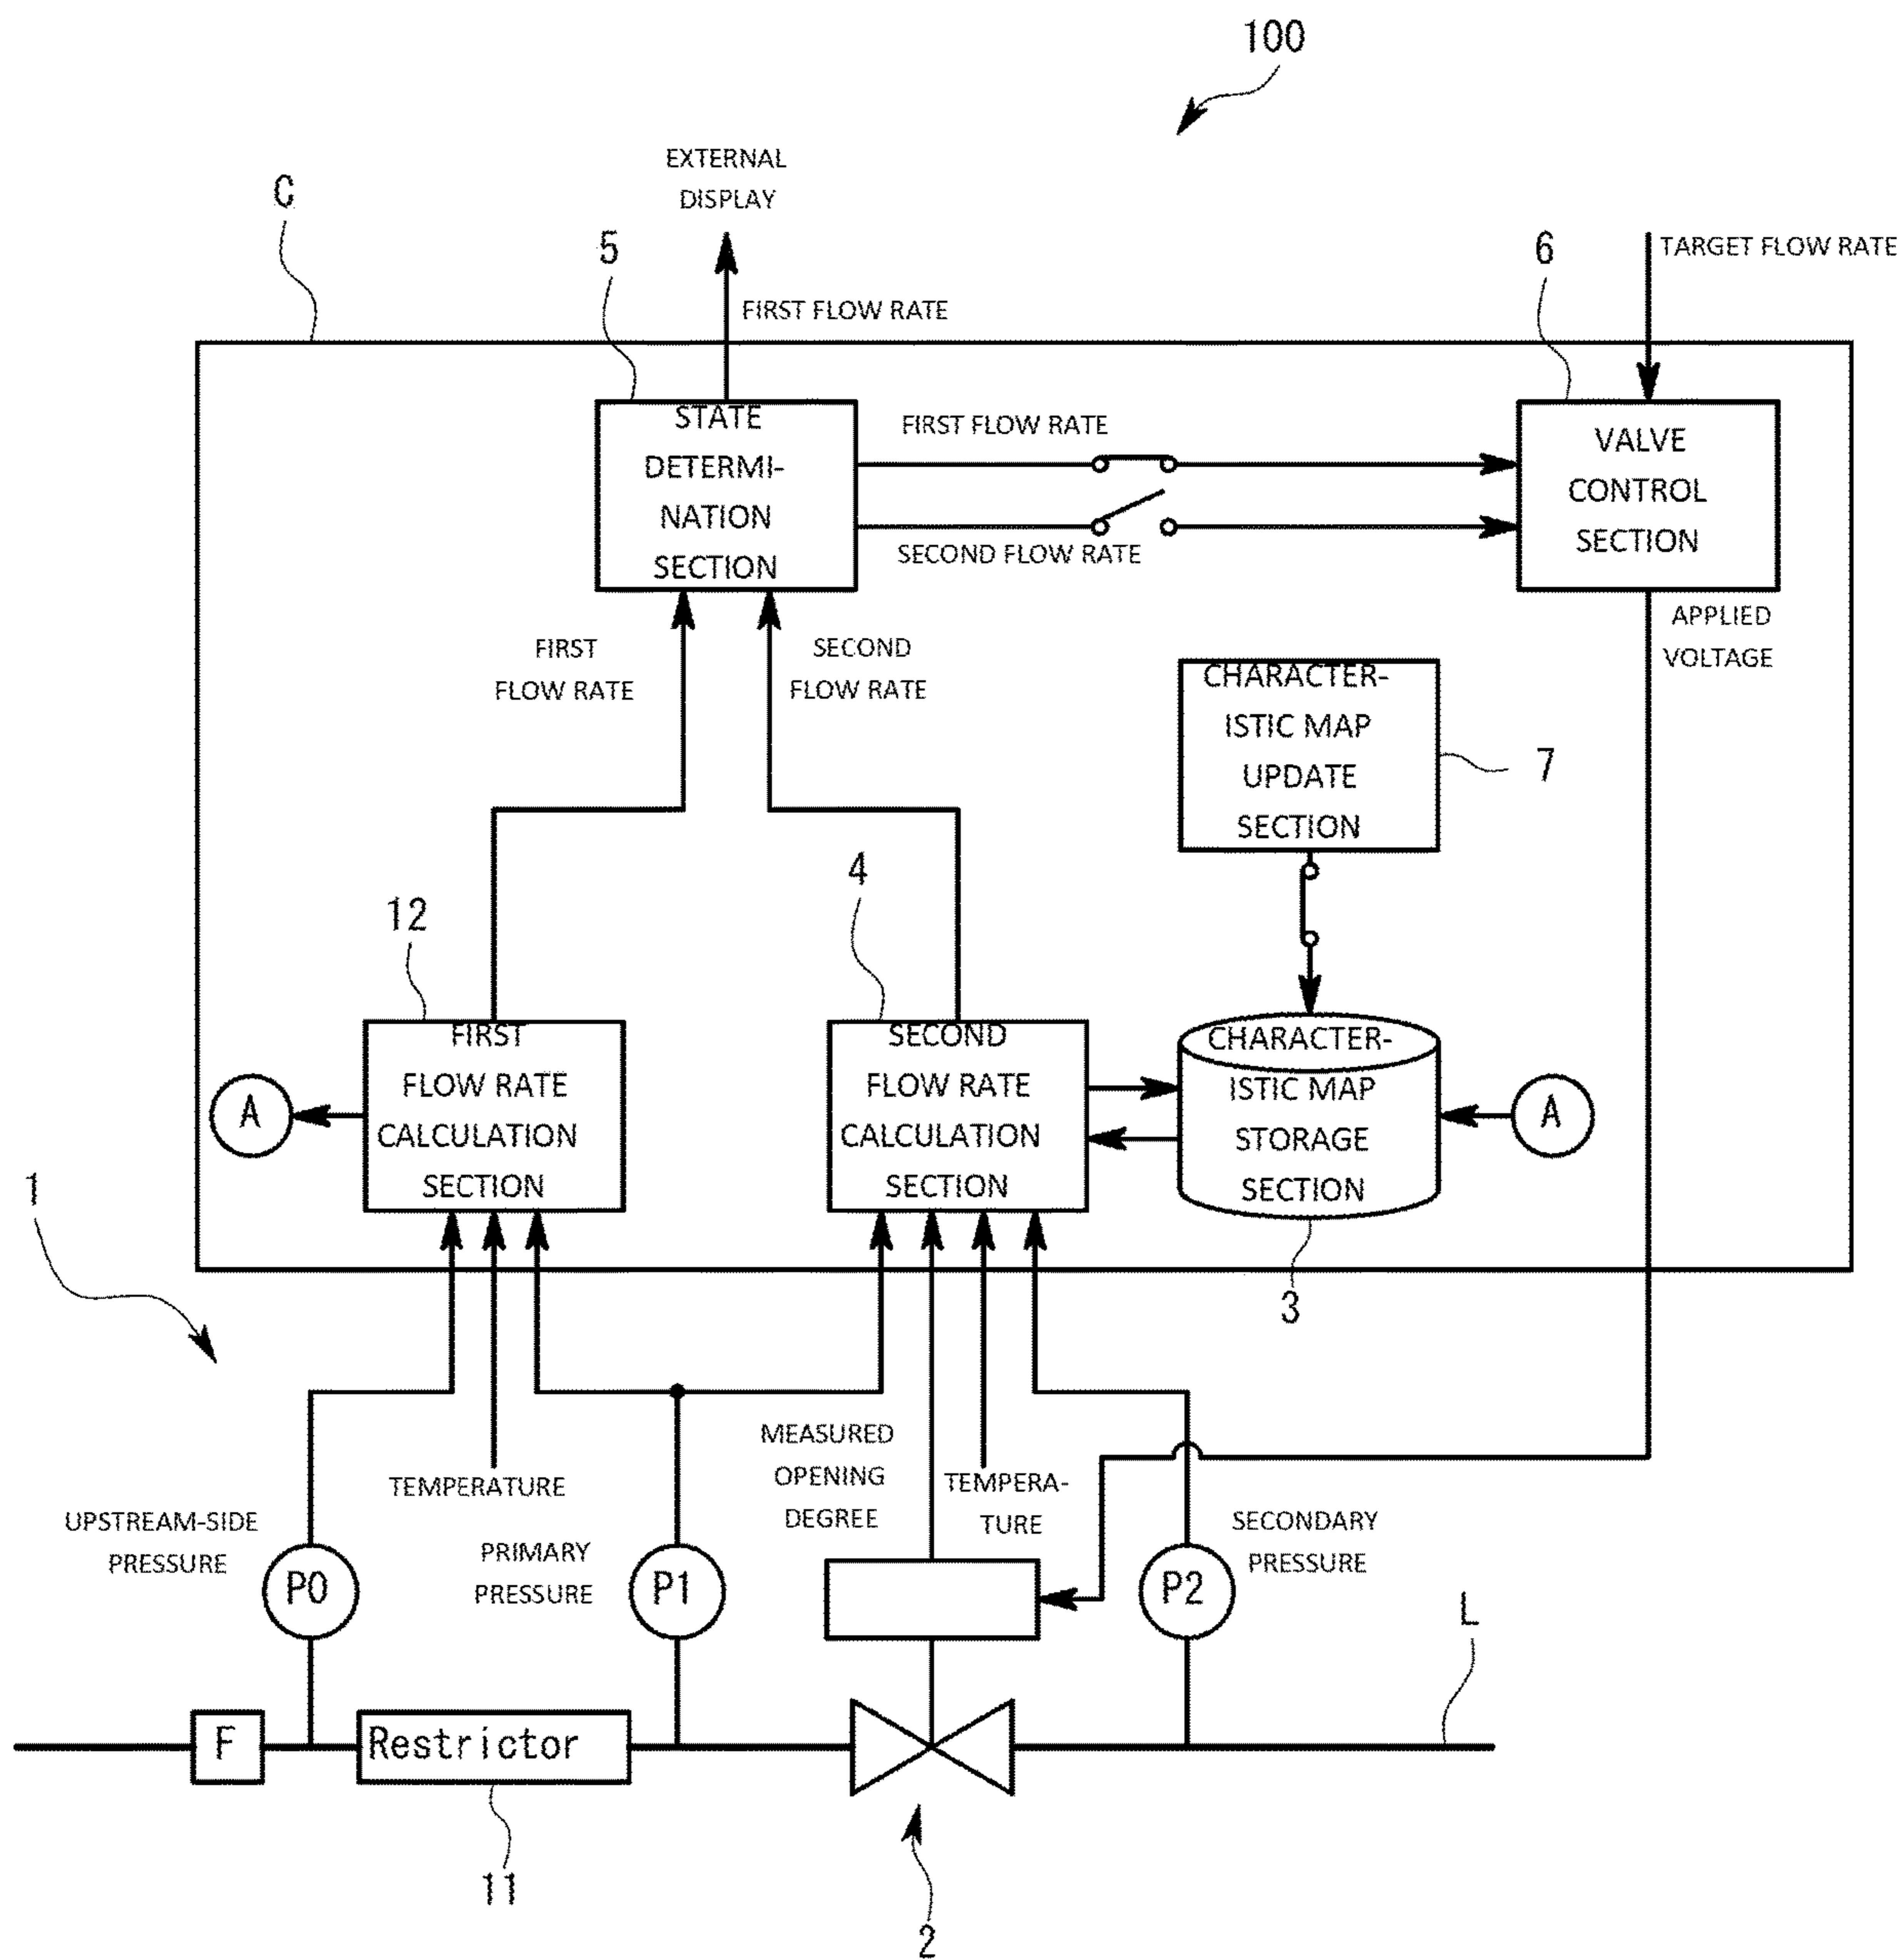 100
EXTERNAL
DISPLAY
C
5
6
TARGET FLOW RATE
FIRST FLOW RATE
STATE
DETERMI-
NATION
SECTION
FIRST FLOW RATE
SECOND FLOW RATE
VALVE
CONTROL
SECTION
APPLIED
VOLTAGE
FIRST
FLOW RATE
SECOND
FLOW RATE
CHARACTER-
ISTIC MAP
UPDATE
SECTION
7
12
4
FIRST
FLOW RATE
CALCULATION
SECTION
A
SECOND
FLOW RATE
CALCULATION
SECTION
CHARACTER-
ISTIC MAP
STORAGE
SECTION
A
1
3
UPSTREAM-SIDE
PRESSURE
TEMPERATURE
PRIMARY
PRESSURE
MEASURED
OPENING
DEGREE
TEMPERA-
TURE
SECONDARY
PRESSURE
P0
P1
P2
L
F
Restrictor
11
2